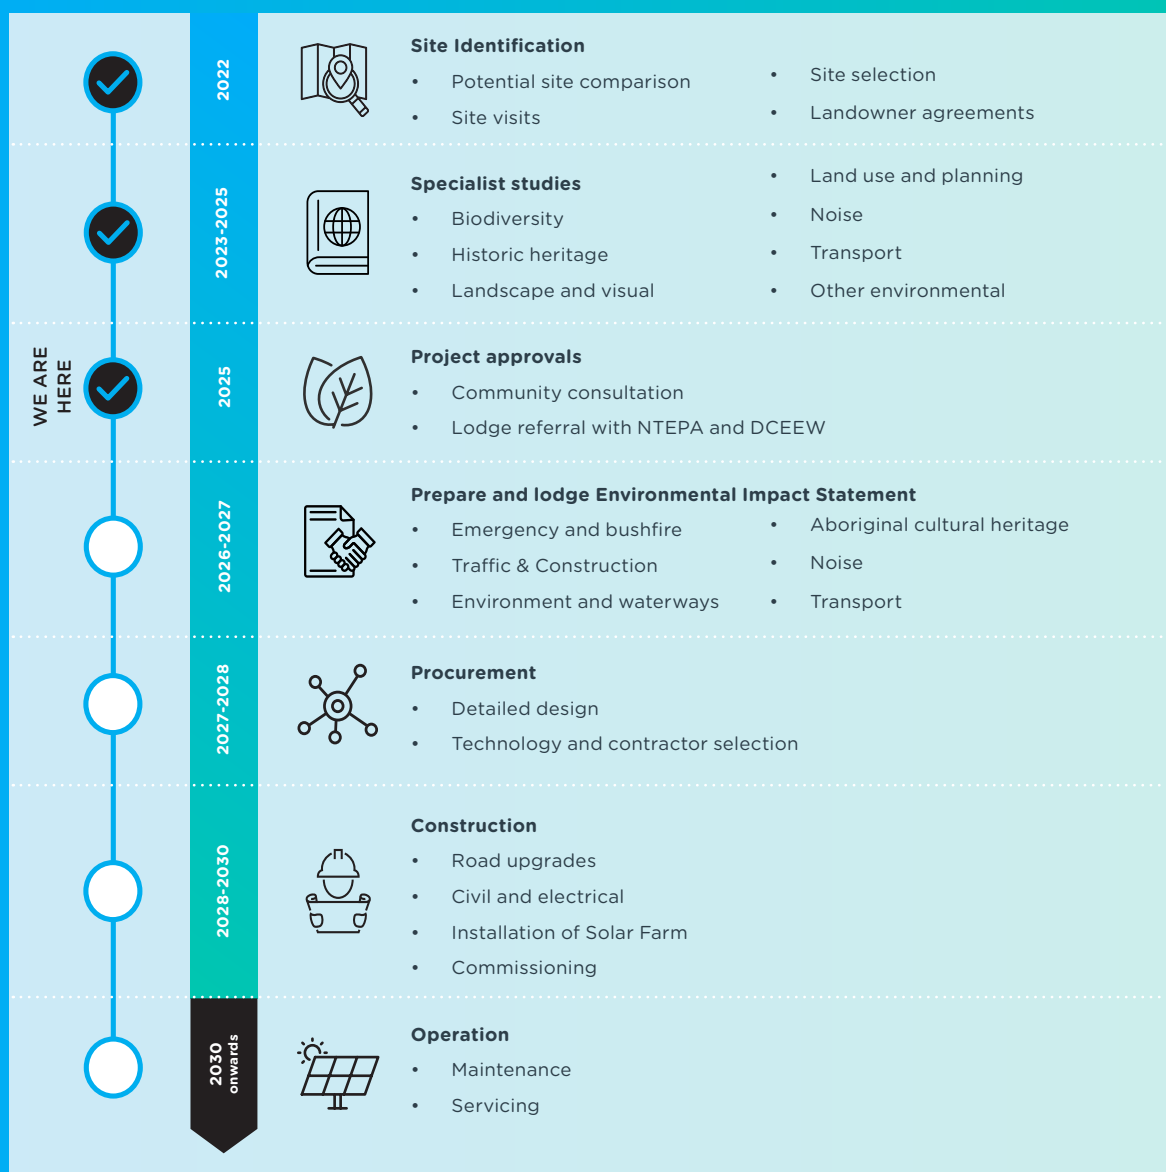 2022
Site Identification
• Potential site comparison
• Site visits
• Site selection
• Landowner agreements
2023-2025
Specialist studies
• Biodiversity
• Historic heritage
• Landscape and visual
• Land use and planning
• Noise
• Transport
• Other environmental
WE ARE
HERE
2025
Project approvals
• Community consultation
• Lodge referral with NTEPA and DCEEW
2026-2027
Prepare and lodge Environmental Impact Statement
• Emergency and bushfire
• Traffic & Construction
• Environment and waterways
• Aboriginal cultural heritage
• Noise
• Transport
2027-2028
Procurement
• Detailed design
• Technology and contractor selection
2028-2030
Construction
• Road upgrades
• Civil and electrical
• Installation of Solar Farm
• Commissioning
2030
onwards
Operation
• Maintenance
• Servicing